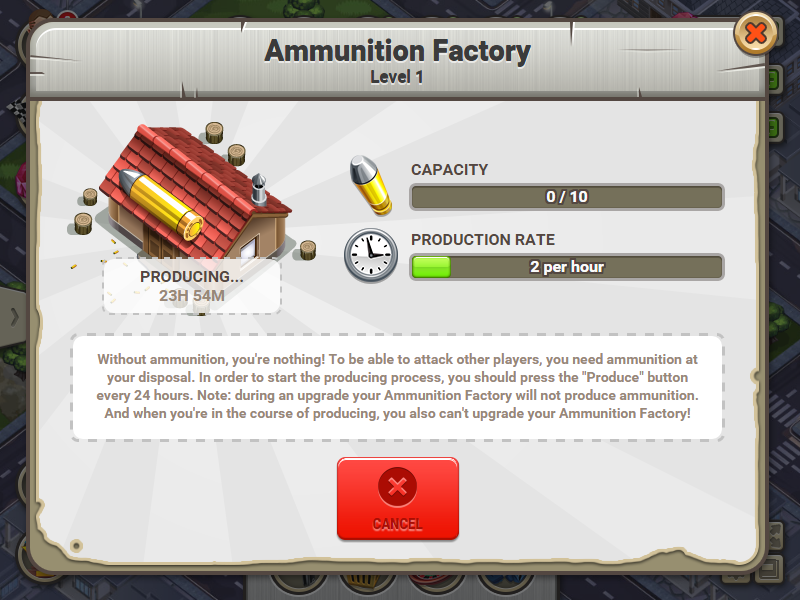 Ammunition Factory
Level 1
CAPACITY
0 / 10
PRODUCTION RATE
2 per hour
PRODUCING...
23H 54M
Without ammunition, you're nothing! To be able to attack other players, you need ammunition at
your disposal. In order to start the producing process, you should press the "Produce" button
every 24 hours. Note: during an upgrade your Ammunition Factory will not produce ammunition.
And when you're in the course of producing, you also can't upgrade your Ammunition Factory!
CANCEL